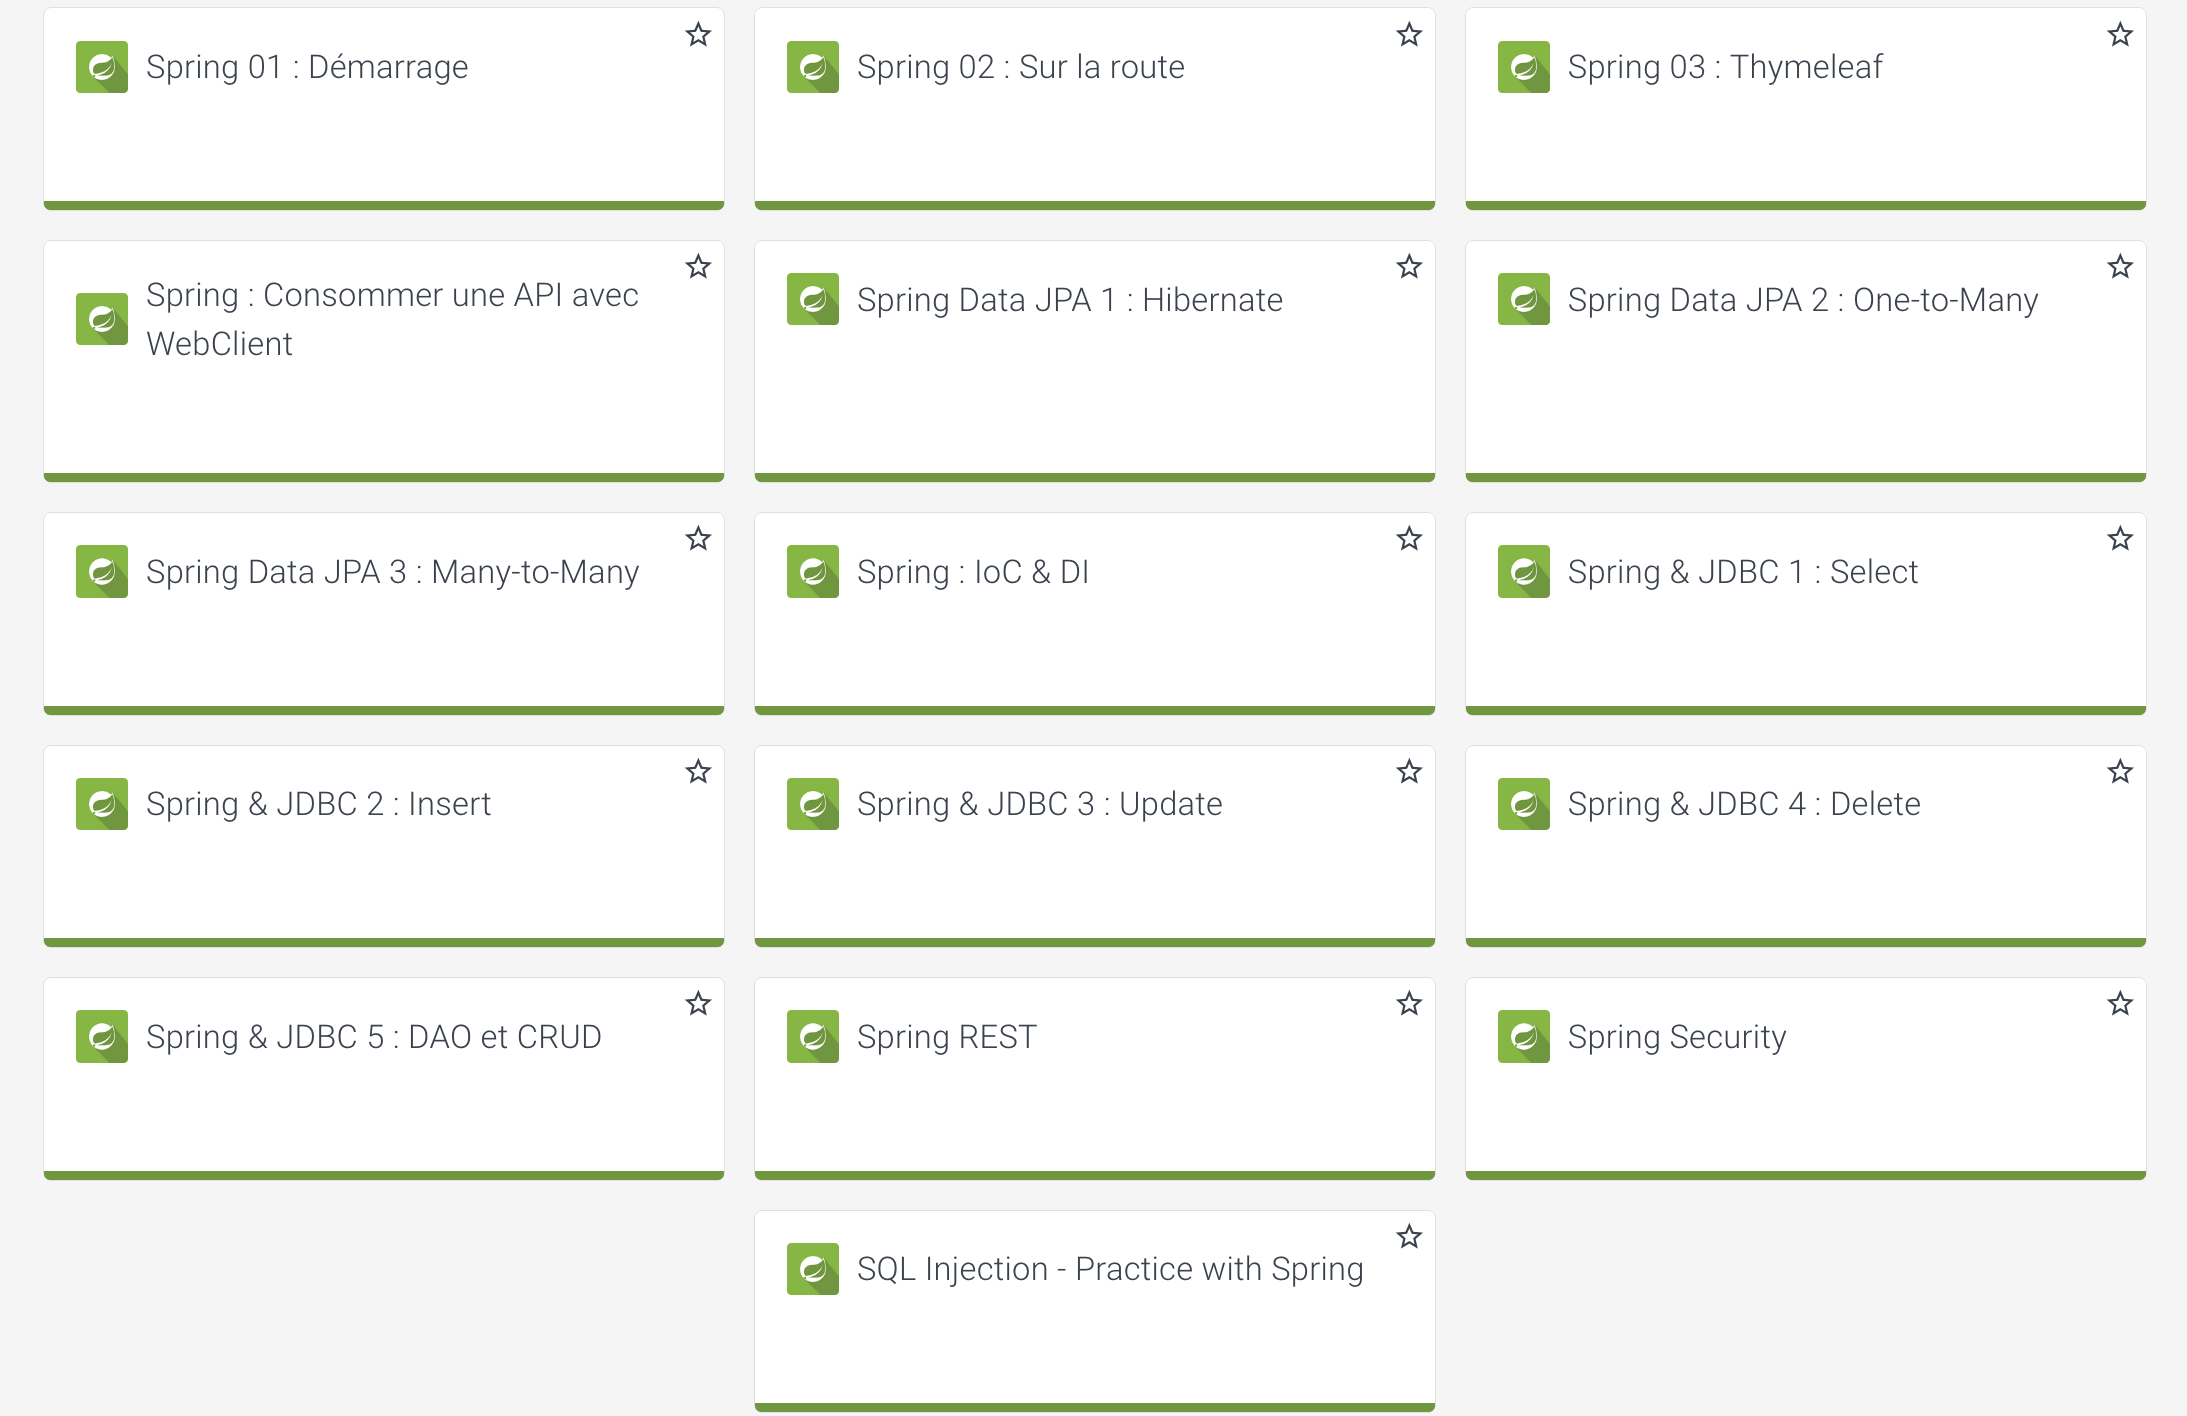 Spring 01 : Démarrage
Spring 02 : Sur la route
Spring 03 : Thymeleaf
Spring : Consommer une API avec
WebClient
Spring Data JPA 1 : Hibernate
Spring Data JPA 2 : One-to-Many
Spring Data JPA 3 : Many-to-Many
Spring : IoC & DI
Spring & JDBC 1 : Select
Spring & JDBC 2 : Insert
Spring & JDBC 3 : Update
Spring & JDBC 4 : Delete
Spring & JDBC 5 : DAO et CRUD
Spring REST
Spring Security
SQL Injection - Practice with Spring